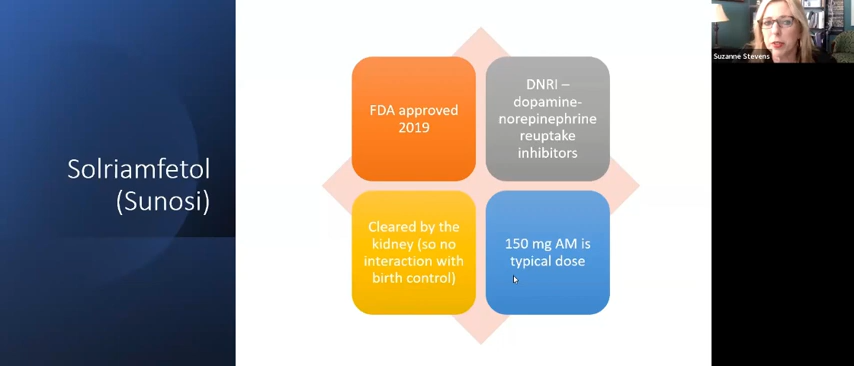 Solriamfetol
(Sunosi)
FDA approved
2019
DNRI –
dopamine-
norepinephrine
reuptake
inhibitors
Cleared by the
kidney (so no
interaction with
birth control)
150 mg AM is
typical dose
Suzanne Stevens